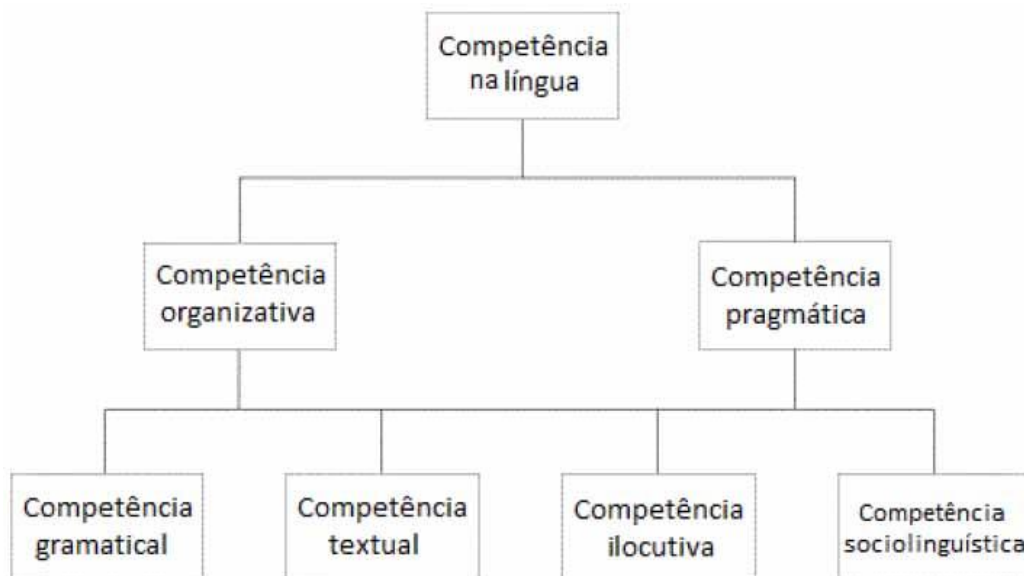 Competência
na língua
Competência
organizativa
Competência
pragmática
Competência
gramatical
Competência
textual
Competência
ilocutiva
Competência
sociolinguística